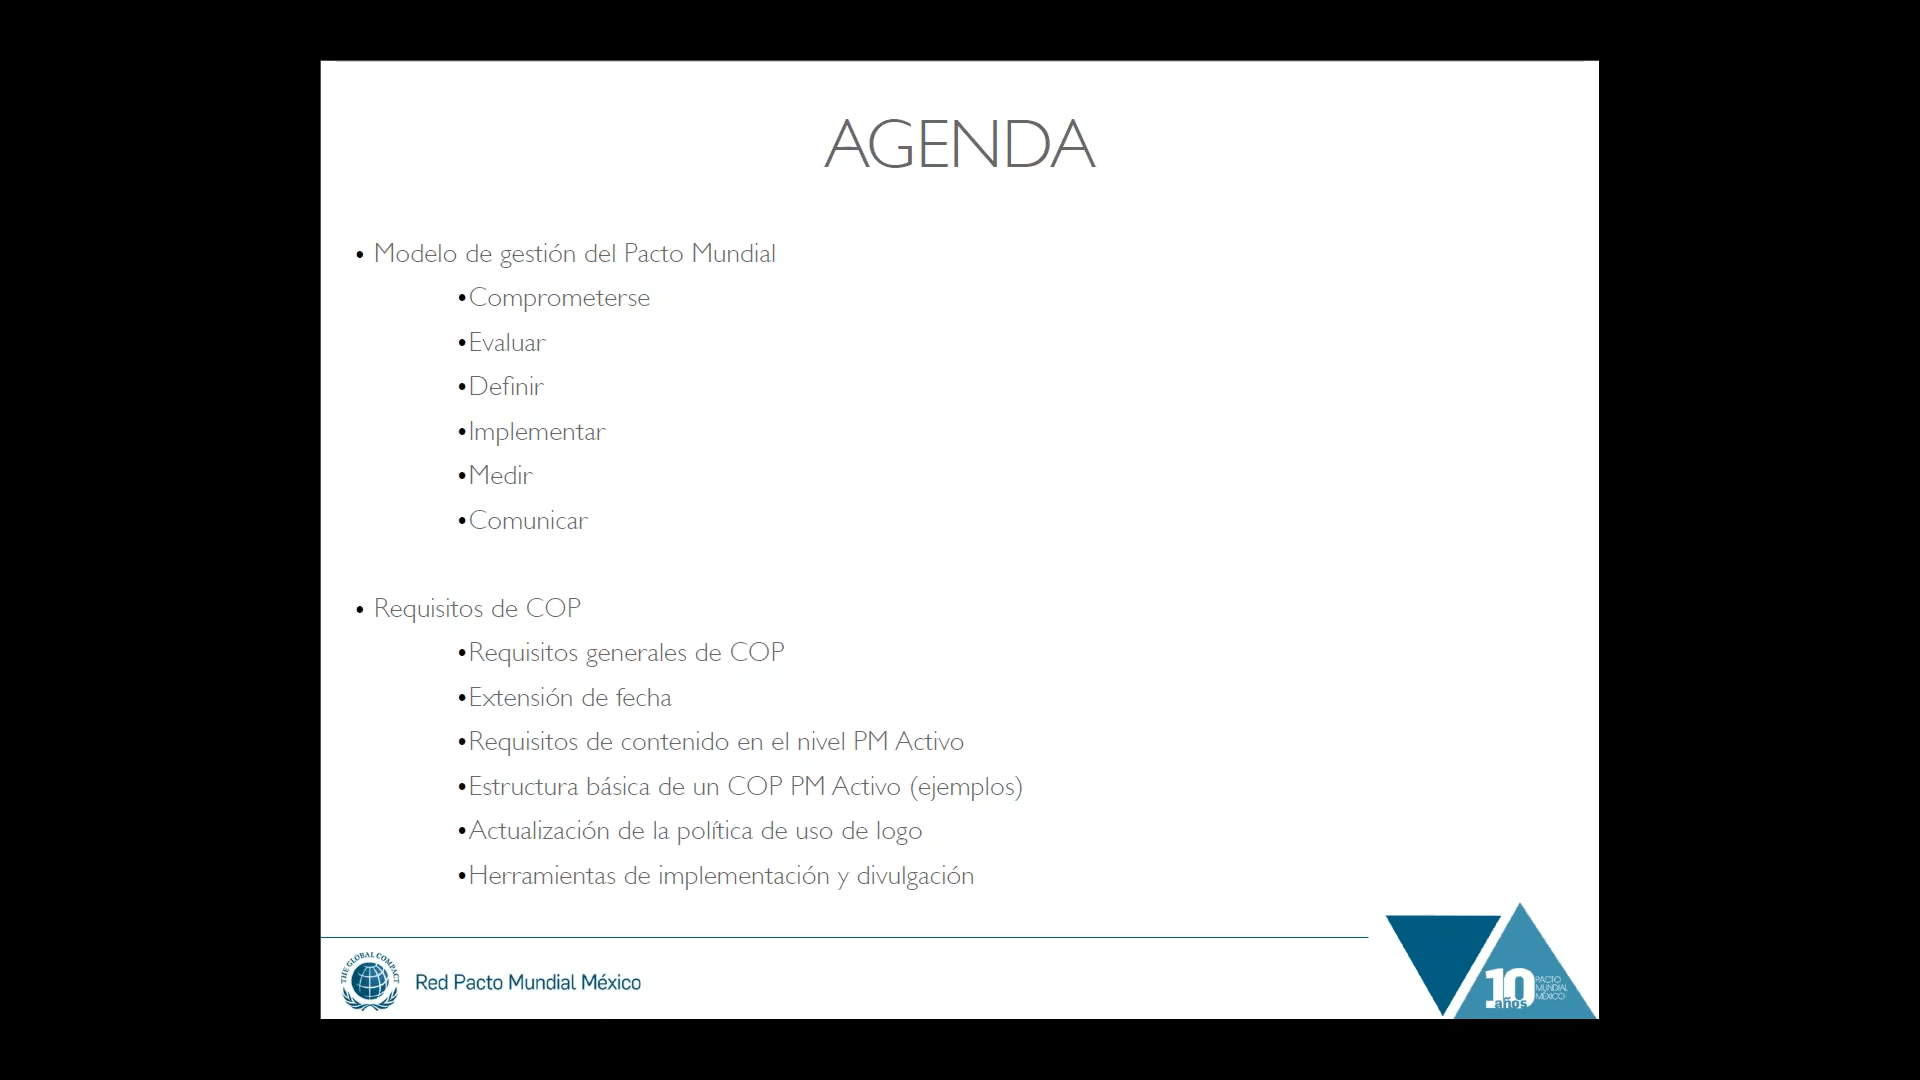 AGENDA
• Modelo de gestión del Pacto Mundial
•Comprometerse
•Evaluar
•Definir
•Implementar
•Medir
•Comunicar
• Requisitos de COP
•Requisitos generales de COP
•Extensión de fecha
•Requisitos de contenido en el nivel PM Activo
•Estructura básica de un COP PM Activo (ejemplos)
•Actualización de la política de uso de logo
•Herramientas de implementación y divulgación
THE GLOBAL COMPACT
Red Pacto Mundial México
10 años
PACTO
MUNDIAL
MÉXICO